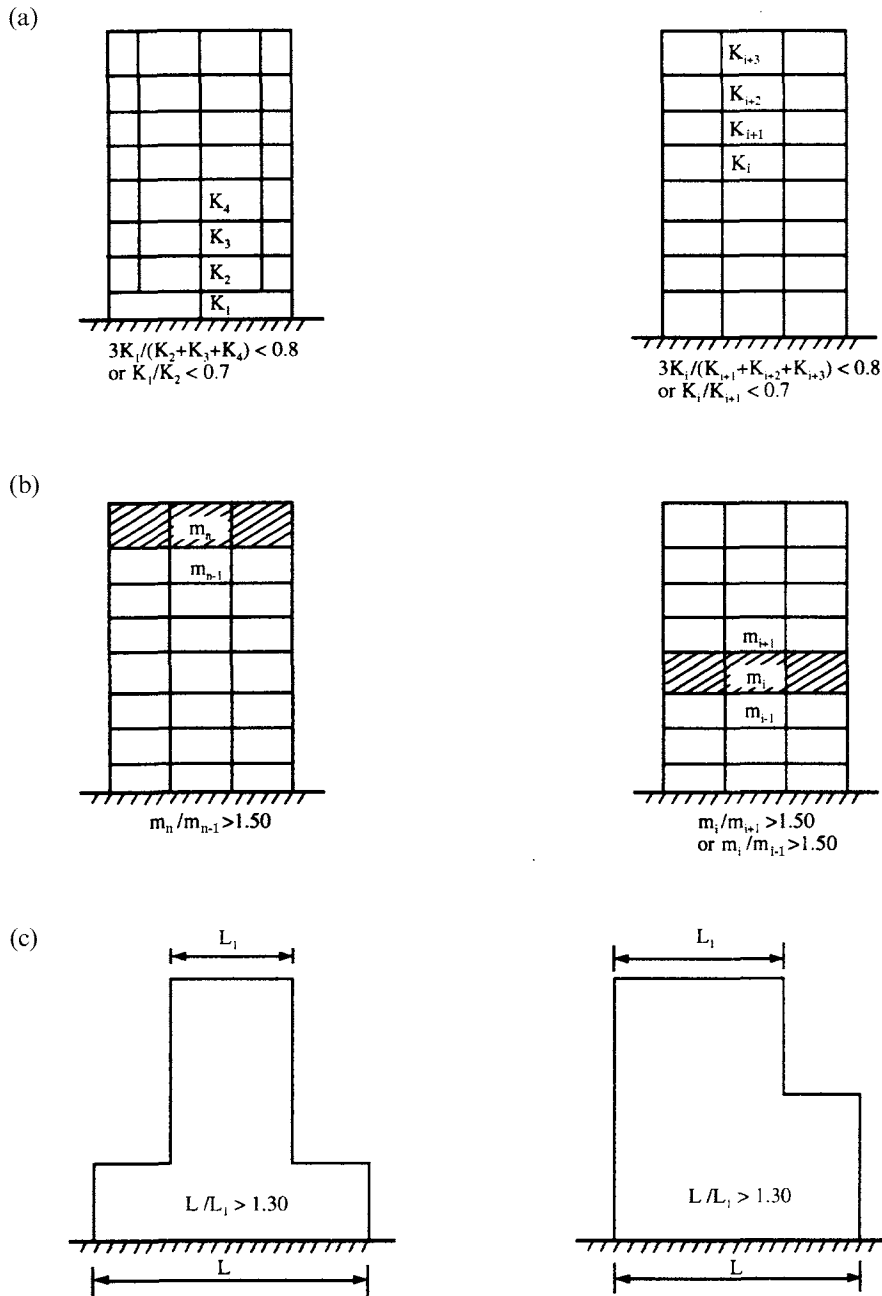 (a)
K₄
K₃
K₂
K₁
3K₁/(K₂+K₃+K₄) < 0.8
or K₁/K₂ < 0.7
Kᵢ₊₃
Kᵢ₊₂
Kᵢ₊₁
Kᵢ
3Kᵢ/(Kᵢ₊₁+Kᵢ₊₂+Kᵢ₊₃) < 0.8
or Kᵢ/Kᵢ₊₁ < 0.7
(b)
mₙ
mₙ₋₁
mₙ/mₙ₋₁ >1.50
mᵢ₊₁
mᵢ
mᵢ₋₁
mᵢ/mᵢ₊₁ >1.50
or mᵢ/mᵢ₋₁ >1.50
(c)
L₁
L /L₁ > 1.30
L
L₁
L /L₁ > 1.30
L